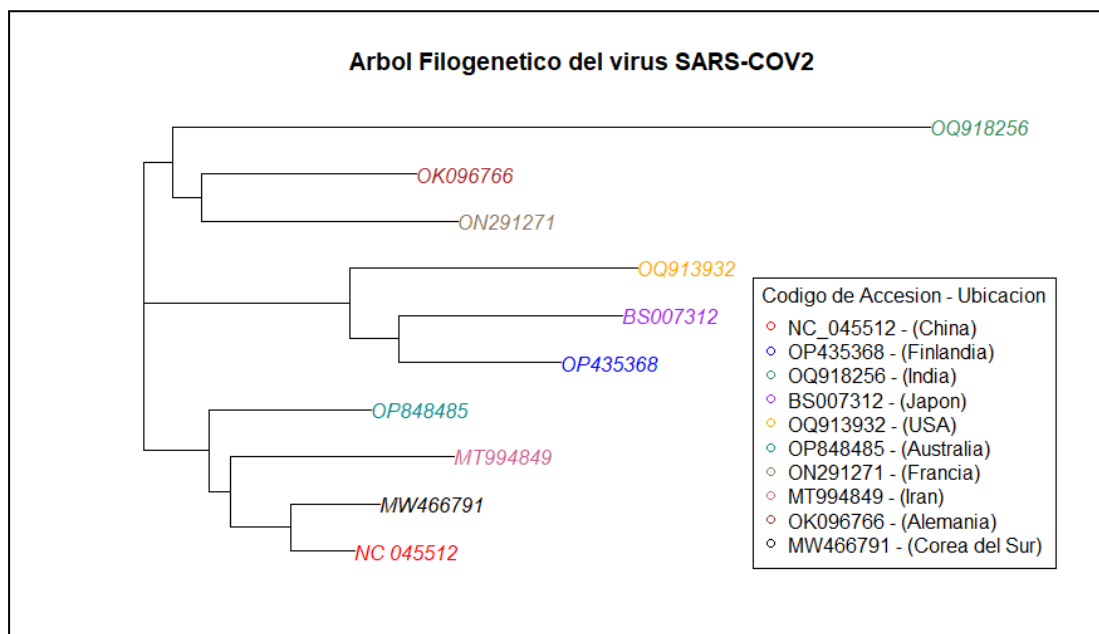 Arbol Filogenetico del virus SARS-COV2
OQ918256
OK096766
ON291271
OQ913932
BS007312
OP435368
OP848485
MT994849
MW466791
NC 045512
Codigo de Accesion - Ubicacion
NC_045512 - (China)
OP435368 - (Finlandia)
OQ918256 - (India)
BS007312 - (Japon)
OQ913932 - (USA)
OP848485 - (Australia)
ON291271 - (Francia)
MT994849 - (Iran)
OK096766 - (Alemania)
MW466791 - (Corea del Sur)